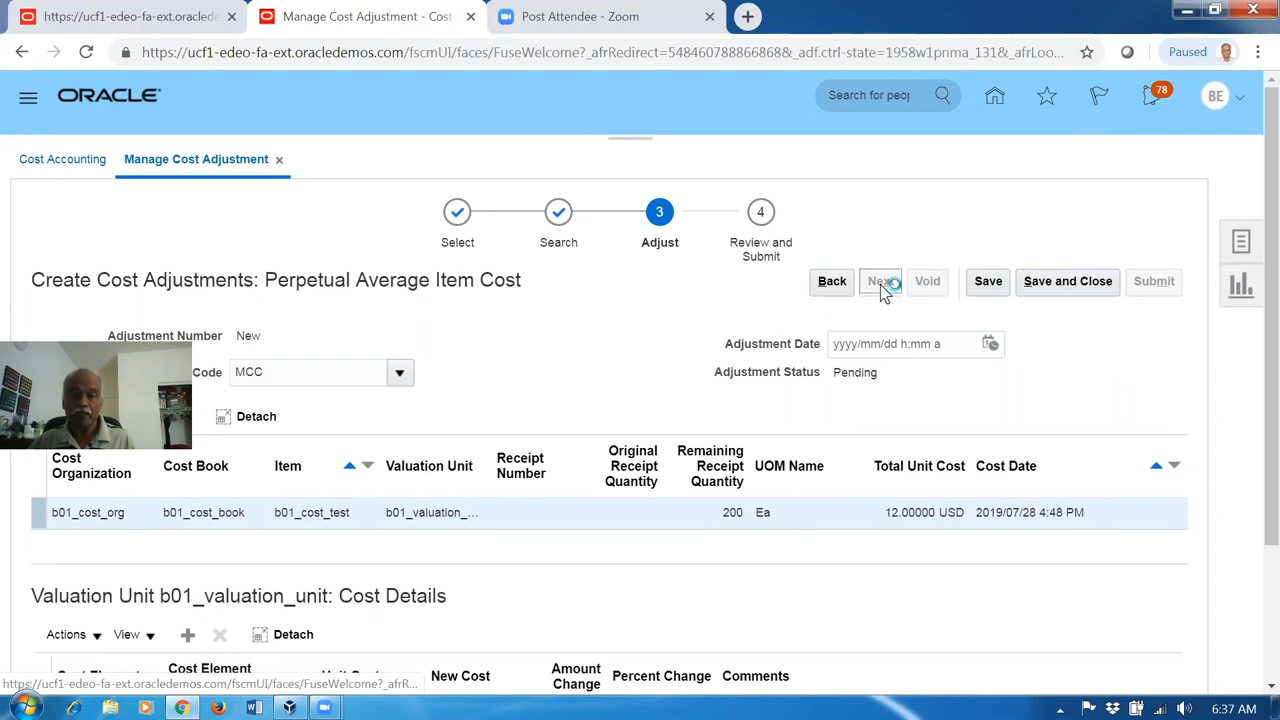 https://ucf1-edeo-fa-ext.oraclede
Manage Cost Adjustment - Cost
Post Attendee - Zoom
https://ucf1-edeo-fa-ext.oracledemos.com/fscmUI/faces/FuseWelcome?_afrRedirect=548460788866868&_adf.ctrl-state=1958w1pnma_131&_afrLoo...
Paused
ORACLE
Search for peop
78
BE
Cost Accounting
Manage Cost Adjustment
3
4
Select
Search
Adjust
Review and Submit
Create Cost Adjustments: Perpetual Average Item Cost
Back
Void
Save
Save and Close
Submit
Adjustment Number New
Adjustment Date yyyy/mm/dd h:mm a
Code MCC
Adjustment Status Pending
Detach
Cost Organization
Cost Book
Item
Valuation Unit
Receipt Number
Original Receipt Quantity
Remaining Receipt Quantity
UOM Name
Total Unit Cost
Cost Date
b01_cost_org b01_cost_book b01_cost_test b01_valuation_... 200 Ea 12.00000 USD 2019/07/28 4:48 PM
Valuation Unit b01_valuation_unit: Cost Details
Actions View Detach
Cost Element
New Cost
Amount Change
Percent Change
Comments
https://ucf1-edeo-fa-ext.oracledemos.com/fscmUI/faces/FuseWelcome?_afrR...
6:37 AM